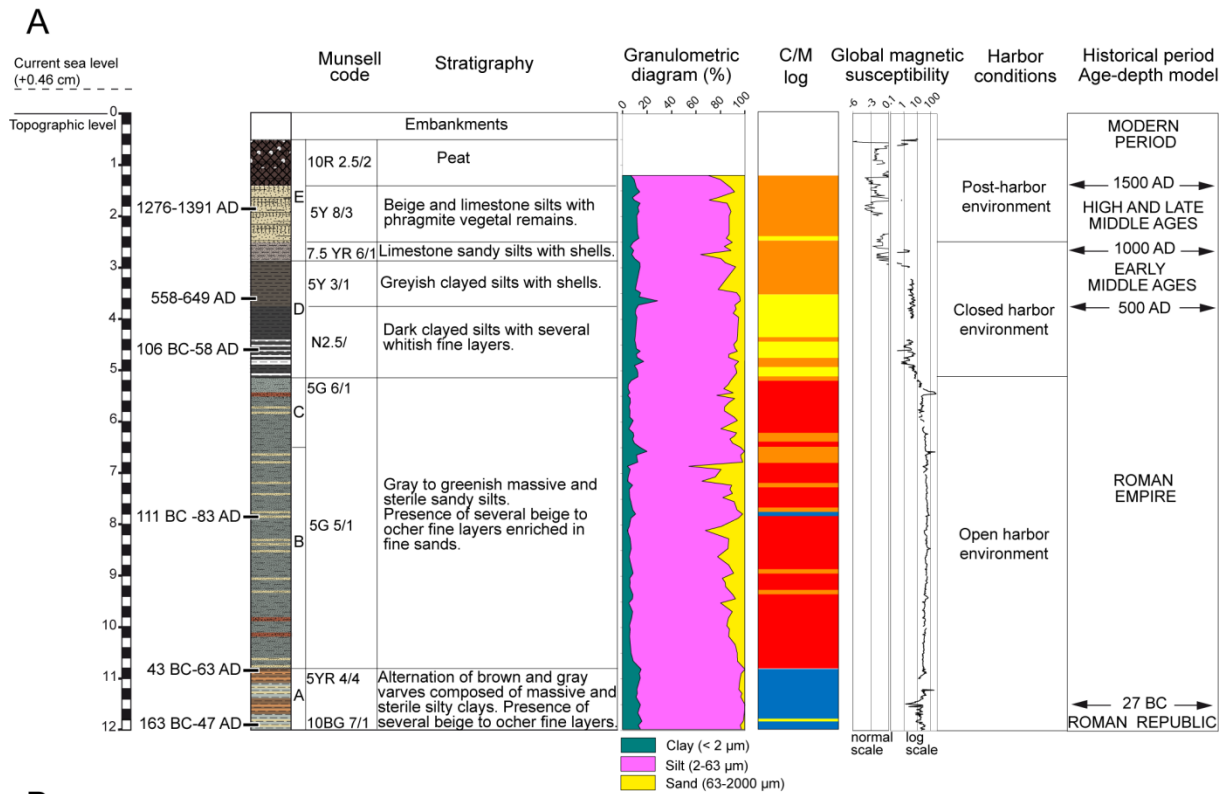 A
Current sea level
(+0.46 cm)
Topographic level
Munsell
code
Stratigraphy
Granulometric
diagram (%)
C/M
log
Global magnetic
susceptibility
Harbor
conditions
Historical period
Age-depth model
0 20 40 60 80 100
-6 -3 0.1 1 10 100
0
1
2
3
4
5
6
7
8
9
10
11
12
1276-1391 AD
558-649 AD
106 BC-58 AD
111 BC -83 AD
43 BC-63 AD
163 BC-47 AD
E
D
C
B
A
Embankments
10R 2.5/2
Peat
5Y 8/3
Beige and limestone silts with
phragmite vegetal remains.
7.5 YR 6/1
Limestone sandy silts with shells.
5Y 3/1
Greyish clayed silts with shells.
N2.5/
Dark clayed silts with several
whitish fine layers.
5G 6/1
5G 5/1
Gray to greenish massive and
sterile sandy silts.
Presence of several beige to
ocher fine layers enriched in
fine sands.
5YR 4/4
10BG 7/1
Alternation of brown and gray
varves composed of massive and
sterile silty clays. Presence of
several beige to ocher fine layers.
Post-harbor
environment
Closed harbor
environment
Open harbor
environment
MODERN
PERIOD
1500 AD
HIGH AND LATE
MIDDLE AGES
1000 AD
EARLY
MIDDLE AGES
500 AD
ROMAN
EMPIRE
27 BC
ROMAN REPUBLIC
Clay (< 2 µm)
Silt (2-63 µm)
Sand (63-2000 µm)
normal
scale
log
scale